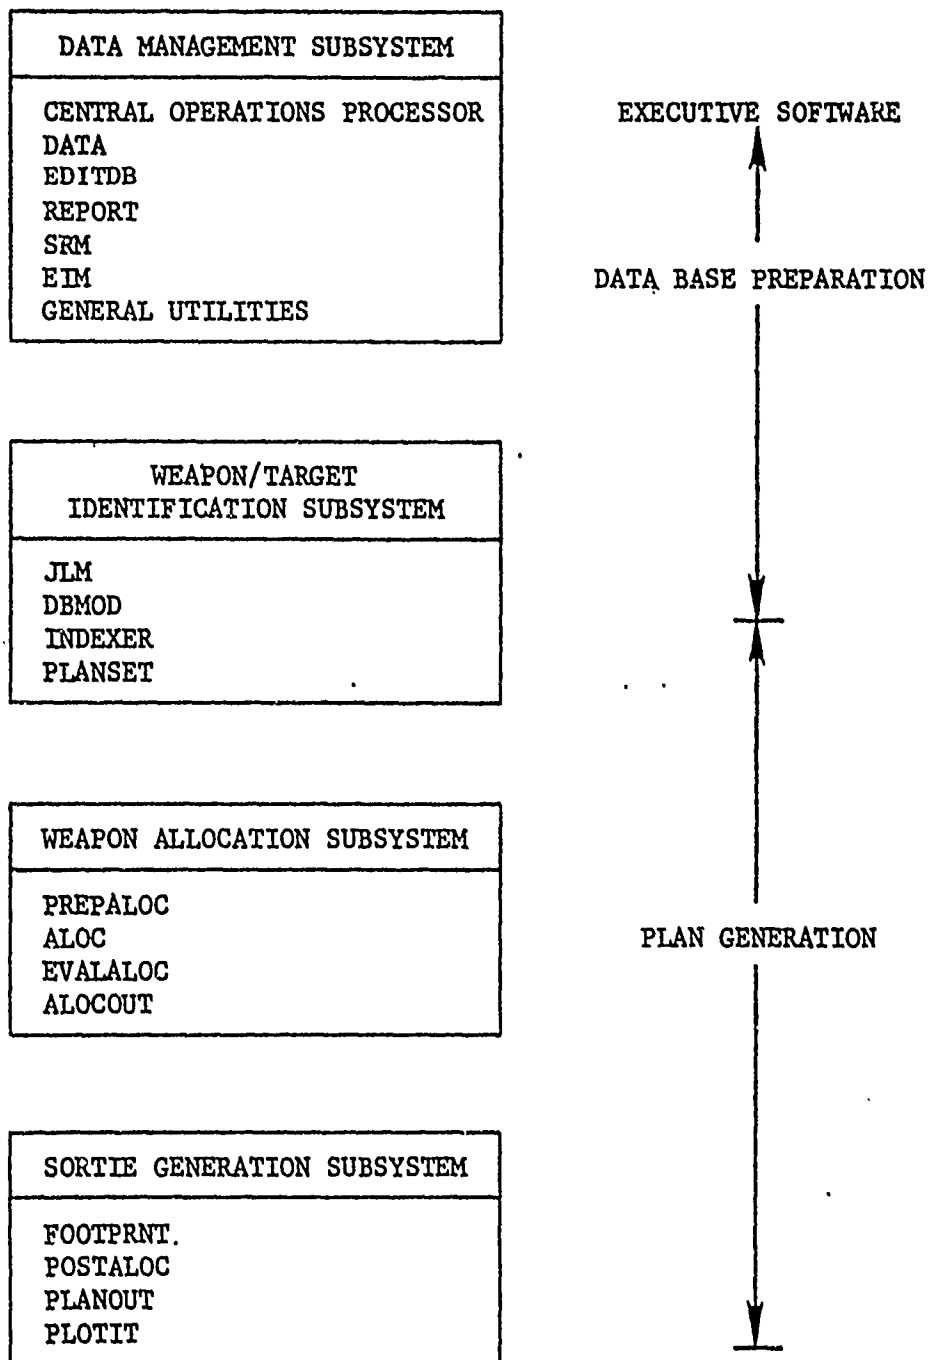 DATA MANAGEMENT SUBSYSTEM
CENTRAL OPERATIONS PROCESSOR
DATA
EDITDB
REPORT
SRM
EIM
GENERAL UTILITIES
EXECUTIVE SOFTWARE
DATA BASE PREPARATION
WEAPON/TARGET
IDENTIFICATION SUBSYSTEM
JLM
DBMOD
INDEXER
PLANSET
WEAPON ALLOCATION SUBSYSTEM
PREPALOC
ALOC
EVALALOC
ALOCOUT
PLAN GENERATION
SORTIE GENERATION SUBSYSTEM
FOOTPRNT.
POSTALOC
PLANOUT
PLOTIT